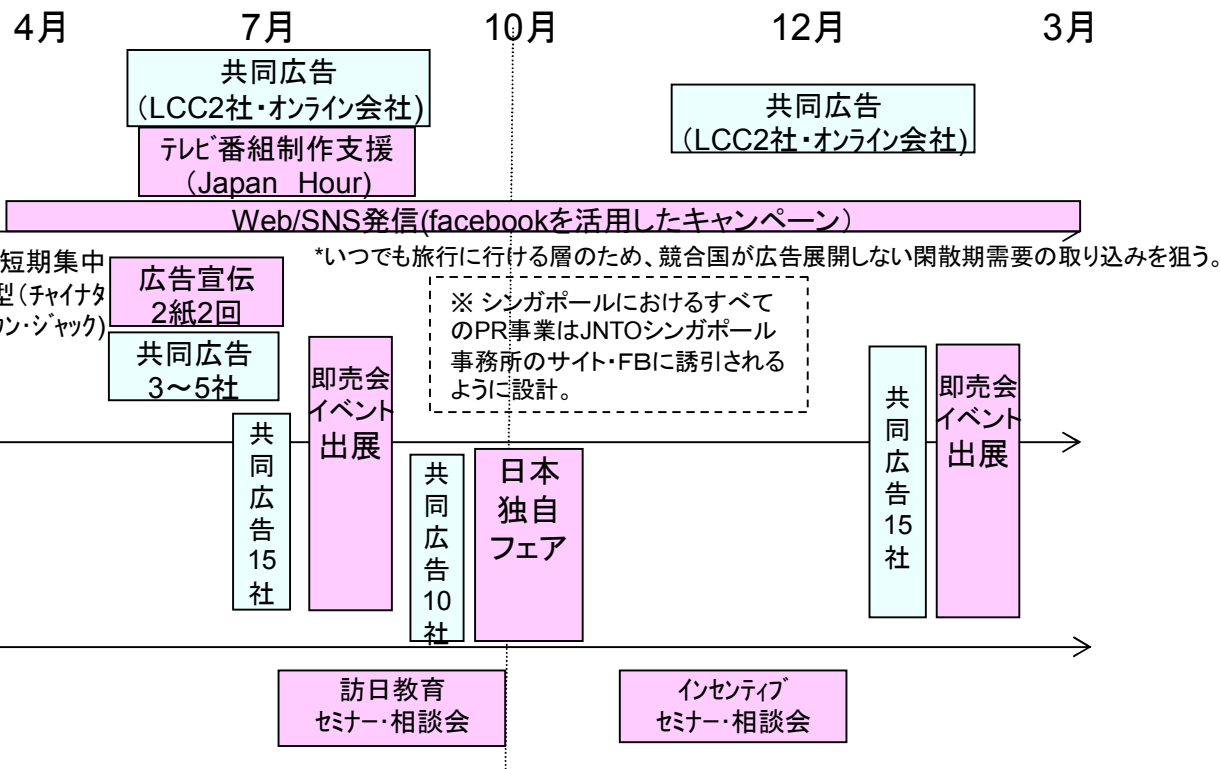 4月 7月 10月 12月 3月
共同広告
(LCC2社・オンライン会社)
共同広告
(LCC2社・オンライン会社)
テレビ番組制作支援
(Japan Hour)
Web/SNS発信(facebookを活用したキャンペーン)
*いつでも旅行に行ける層のため、競合国が広告展開しない閑散期需要の取り込みを狙う。
短期集中
型(チャイナタ
ウン・ジャック)
広告宣伝
2紙2回
共同広告
3～5社
※ シンガポールにおけるすべて
のPR事業はJNTOシンガポール
事務所のサイト・FBに誘引される
ように設計。
共
同
広
告
15
社
即売会
イベント
出展
共
同
広
告
10
社
日本
独自
フェア
共
同
広
告
15
社
即売会
イベント
出展
訪日教育
セミナー・相談会
インセンティブ
セミナー・相談会